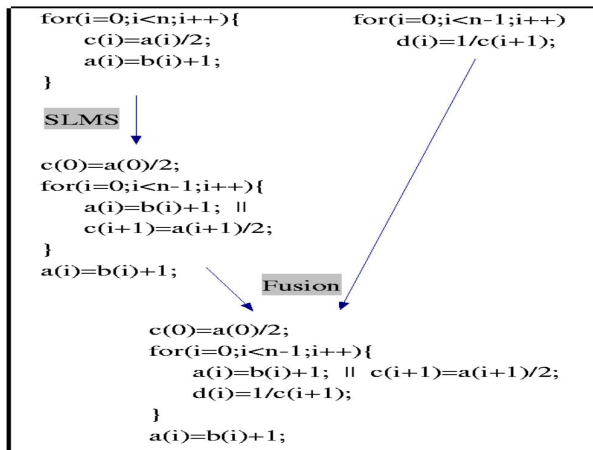 for(i=0;i<n;i++){
c(i)=a(i)/2;
a(i)=b(i)+1;
}
for(i=0;i<n-1;i++)
d(i)=1/c(i+1);
SLMS
c(0)=a(0)/2;
for(i=0;i<n-1;i++){
a(i)=b(i)+1; ||
c(i+1)=a(i+1)/2;
}
a(i)=b(i)+1;
Fusion
c(0)=a(0)/2;
for(i=0;i<n-1;i++){
a(i)=b(i)+1; || c(i+1)=a(i+1)/2;
d(i)=1/c(i+1);
}
a(i)=b(i)+1;